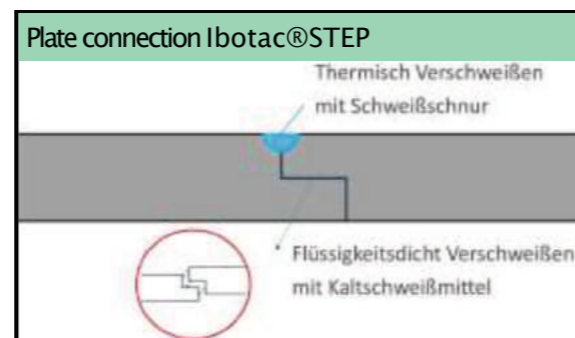 Plate connection Ibotac®STEP
Thermisch Verschweißen
mit Schweißschnur
Flüssigkeitsdicht Verschweißen
mit Kaltschweißmittel